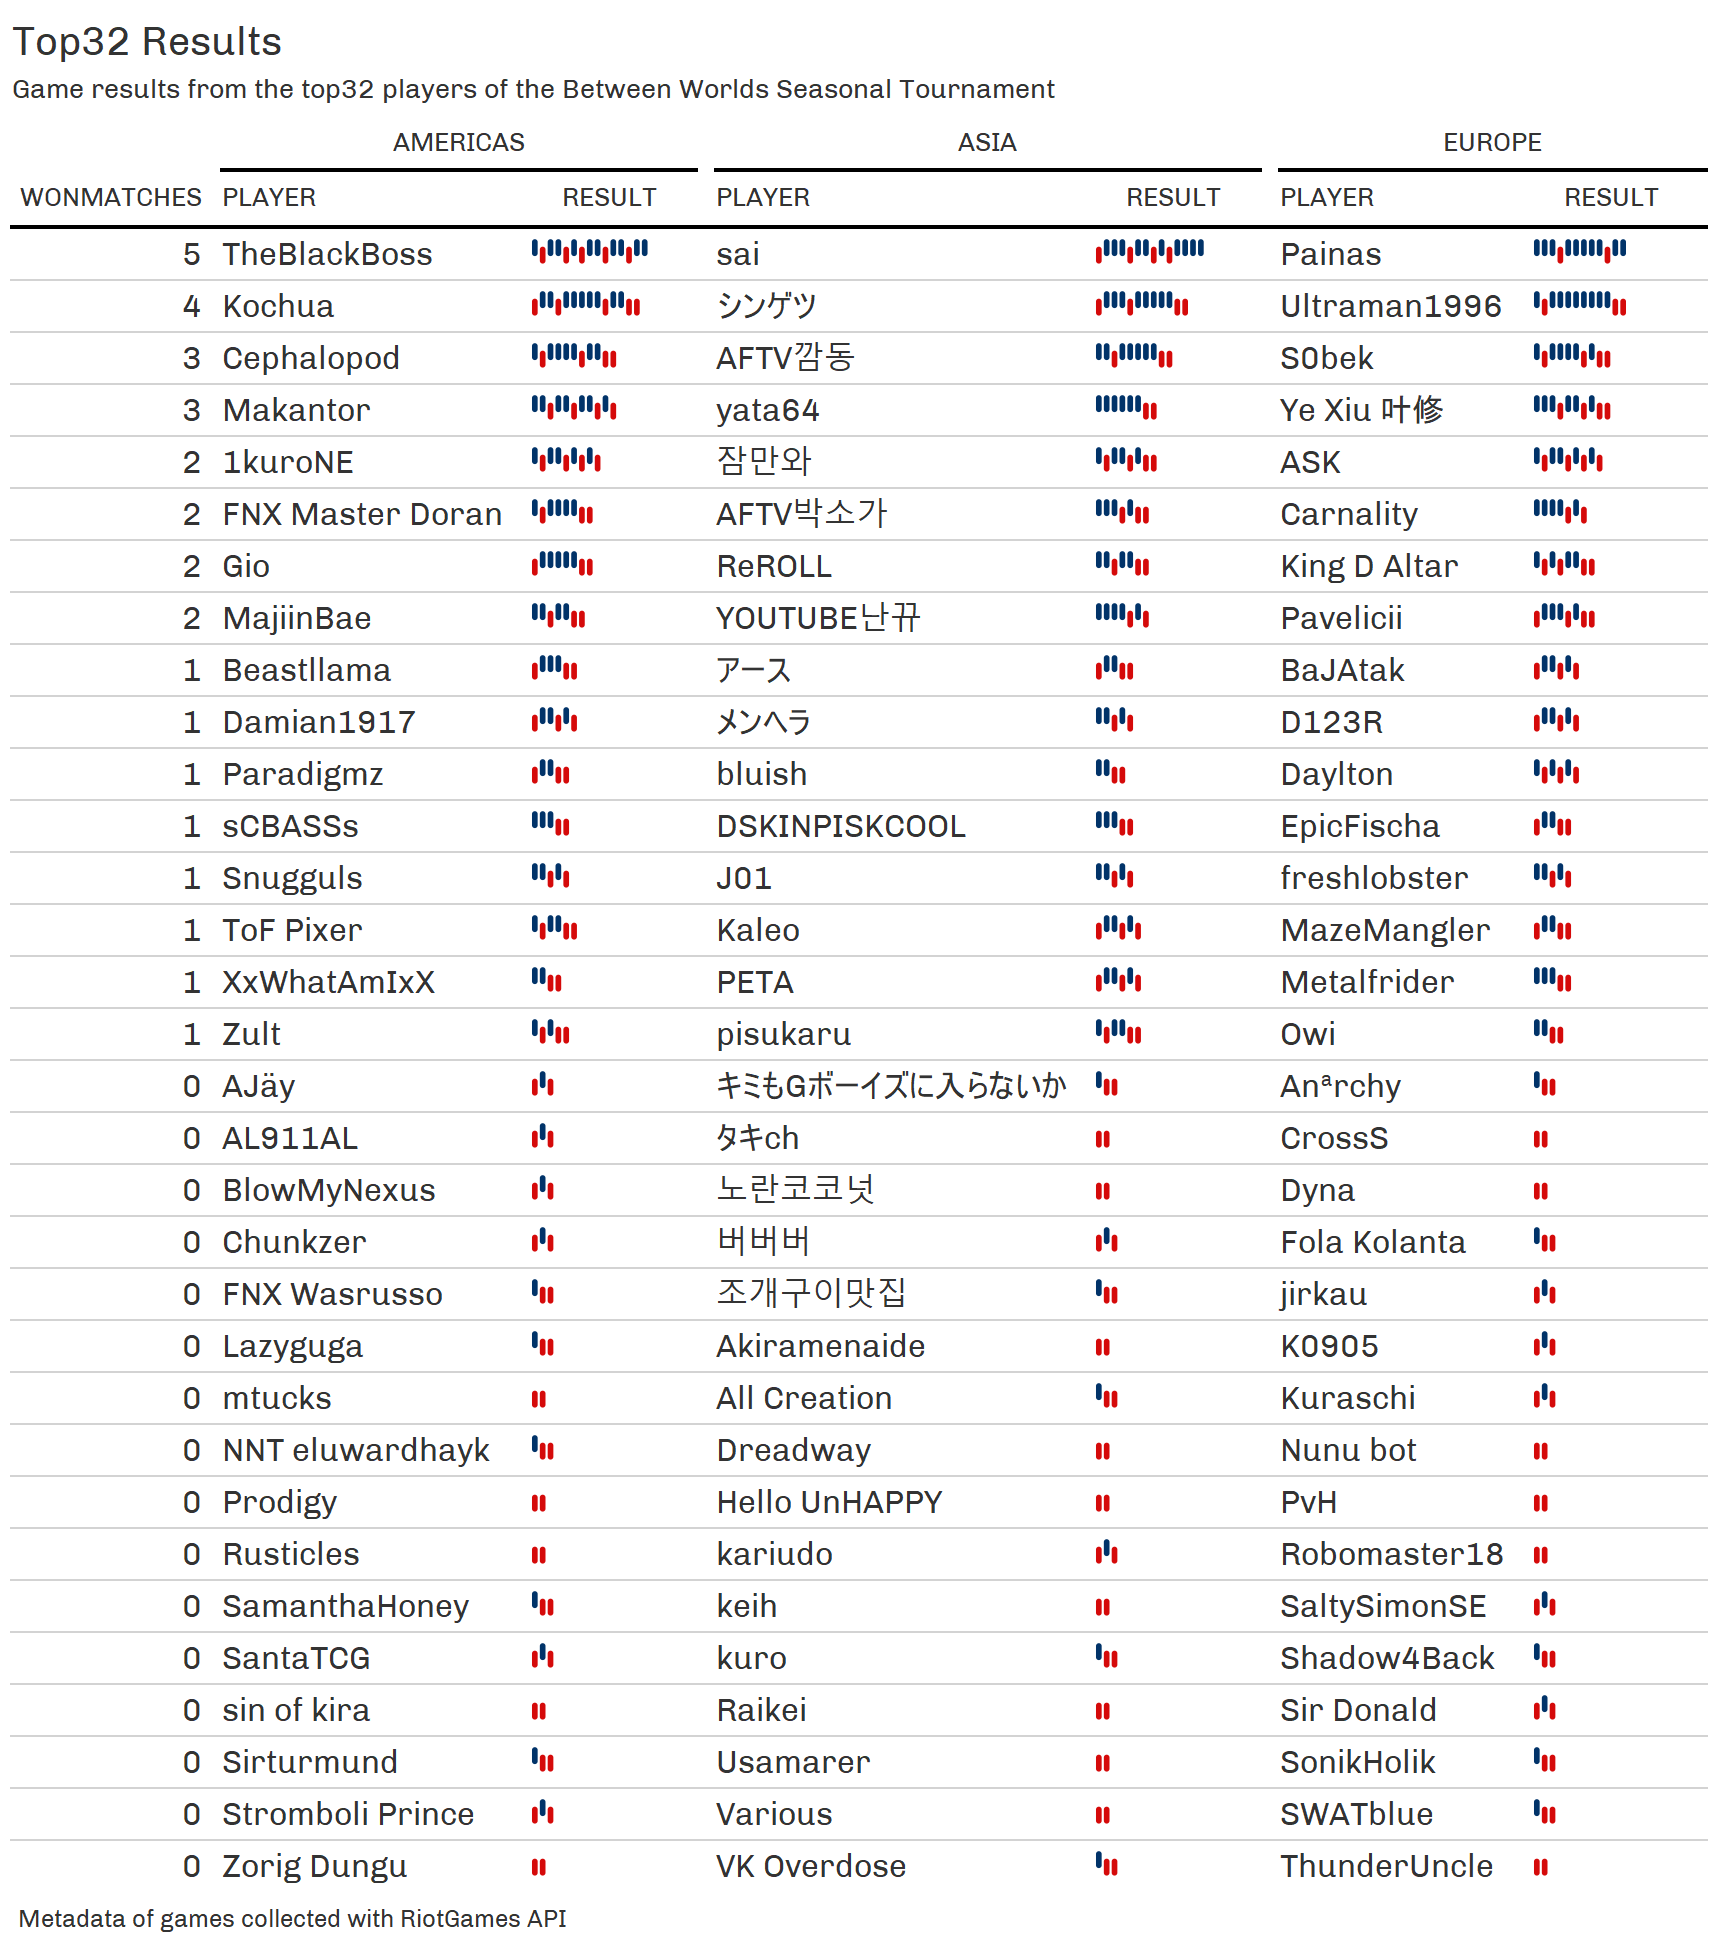 Top32 Results
Game results from the top32 players of the Between Worlds Seasonal Tournament
AMERICAS ASIA EUROPE
WONMATCHES PLAYER RESULT PLAYER RESULT PLAYER RESULT
5 TheBlackBoss sai Painas
4 Kochua シンゲツ Ultraman1996
3 Cephalopod AFTV깜동 S0bek
3 Makantor yata64 Ye Xiu 叶修
2 1kuroNE 잠만와 ASK
2 FNX Master Doran AFTV박소가 Carnality
2 Gio ReROLL King D Altar
2 MajiinBae YOUTUBE난뀨 Pavelicii
1 Beastllama アース BaJAtak
1 Damian1917 メンヘラ D123R
1 Paradigmz bluish Daylton
1 sCBASSs DSKINPISKCOOL EpicFischa
1 Snugguls J01 freshlobster
1 ToF Pixer Kaleo MazeMangler
1 XxWhatAmIxX PETA Metalfrider
1 Zult pisukaru Owi
0 AJäy キミもGボーイズに入らないか Anªrchy
0 AL911AL タキch CrossS
0 BlowMyNexus 노란코코넛 Dyna
0 Chunkzer 버버버 Fola Kolanta
0 FNX Wasrusso 조개구이맛집 jirkau
0 Lazyguga Akiramenaide K0905
0 mtucks All Creation Kuraschi
0 NNT eluwardhayk Dreadway Nunu bot
0 Prodigy Hello UnHAPPY PvH
0 Rusticles kariudo Robomaster18
0 SamanthaHoney keih SaltySimonSE
0 SantaTCG kuro Shadow4Back
0 sin of kira Raikei Sir Donald
0 Sirturmund Usamarer SonikHolik
0 Stromboli Prince Various SWATblue
0 Zorig Dungu VK Overdose ThunderUncle
Metadata of games collected with RiotGames API